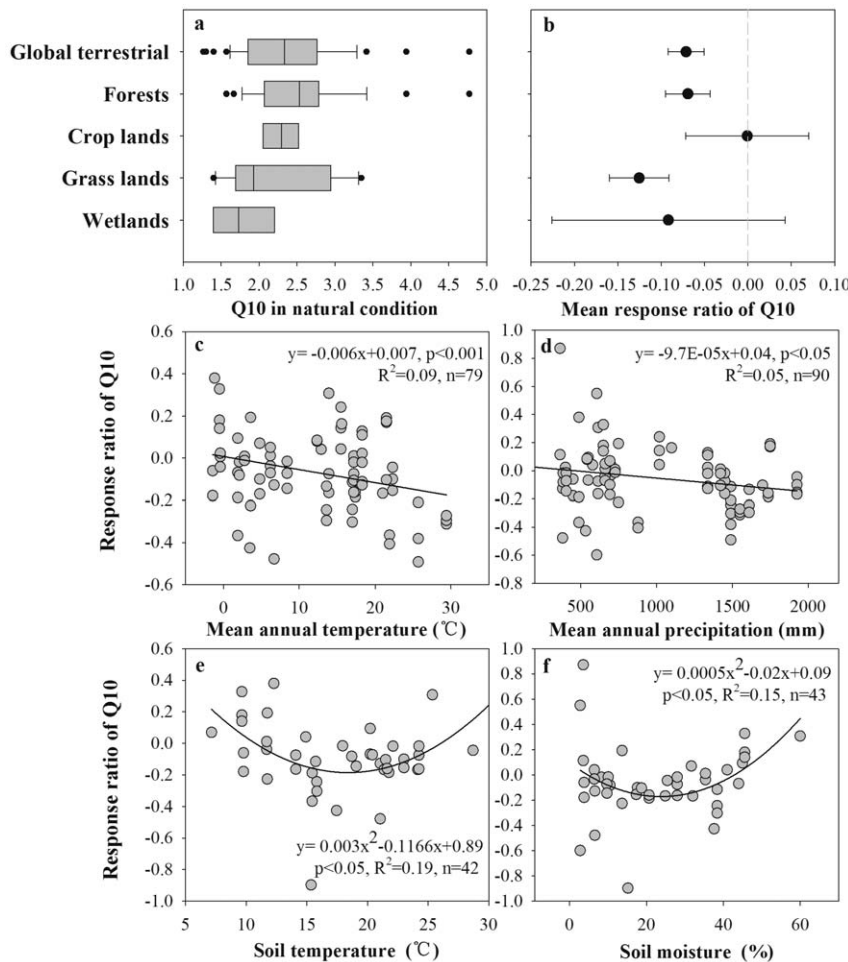 a
b
Global terrestrial
Forests
Crop lands
Grass lands
Wetlands
1.0 1.5 2.0 2.5 3.0 3.5 4.0 4.5 5.0
-0.25 -0.20 -0.15 -0.10 -0.05 0.00 0.05 0.10
Q10 in natural condition
Mean response ratio of Q10
Response ratio of Q10
0.6
0.4
0.2
0.0
-0.2
-0.4
-0.6
c
y= -0.006x+0.007, p<0.001
R²=0.09, n=79
0 10 20 30
Mean annual temperature (℃)
1.0
0.8
0.6
0.4
0.2
-0.0
-0.2
-0.4
-0.6
-0.8
d
y= -9.7E-05x+0.04, p<0.05
R²=0.05, n=90
500 1000 1500 2000
Mean annual precipitation (mm)
Response ratio of Q10
0.6
0.4
0.2
-0.0
-0.2
-0.4
-0.6
-0.8
-1.0
e
y= 0.003x²-0.1166x+0.89
p<0.05, R²=0.19, n=42
5 10 15 20 25 30
Soil temperature (℃)
1.0
0.8
0.6
0.4
0.2
-0.0
-0.2
-0.4
-0.6
-0.8
-1.0
f
y= 0.0005x²-0.02x+0.09
p<0.05, R²=0.15, n=43
0 20 40 60 80
Soil moisture (%)